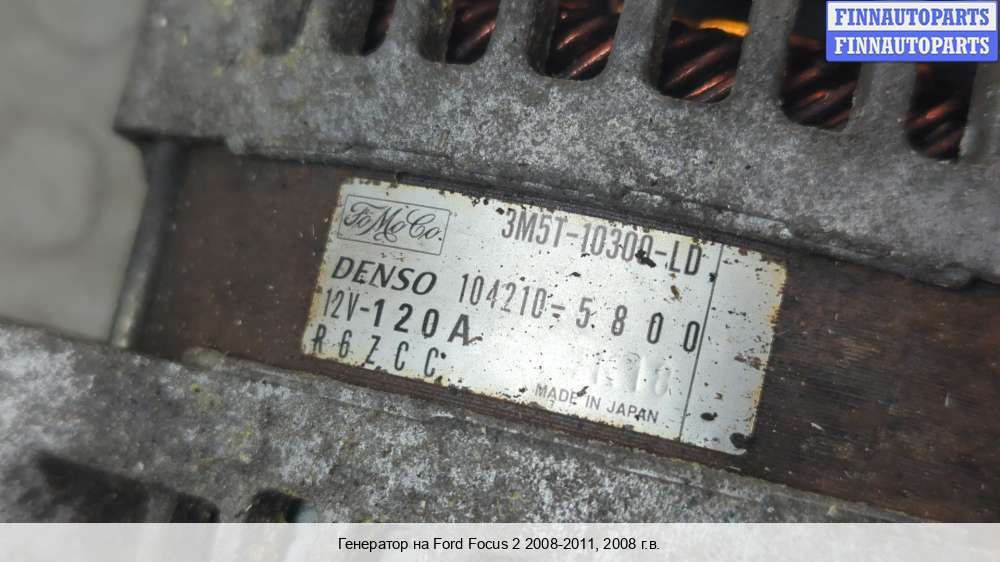 FINNAUTOPARTS
FINNAUTOPARTS
FoMoCo.
3M5T-10300-LD
DENSO 104210-5800
12V-120A
R6ZCC
MADE IN JAPAN
Генератор на Ford Focus 2 2008-2011, 2008 г.в.